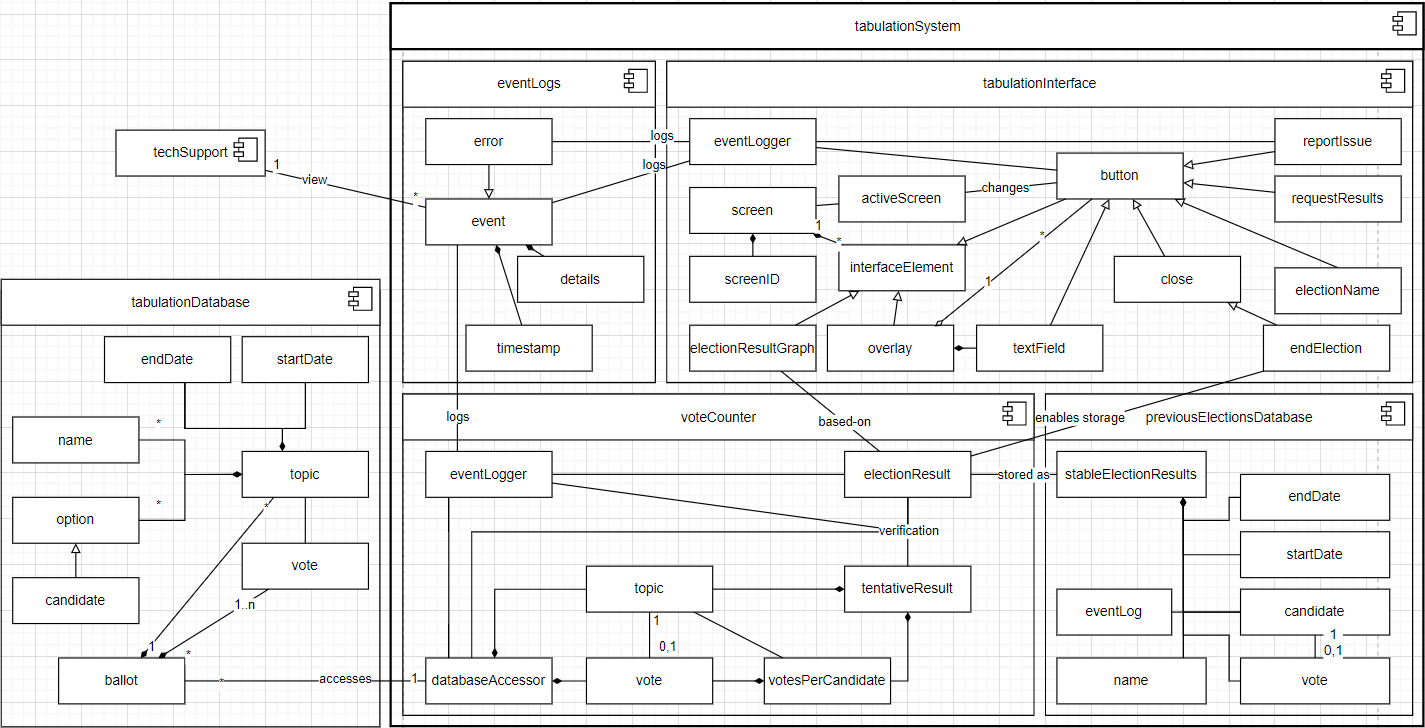 tabulationSystem
eventLogs
tabulationInterface
error
logs
eventLogger
reportIssue
techSupport
1
view
*
logs
button
event
screen
activeScreen
changes
requestResults
1
*
*
interfaceElement
details
screenID
1
close
electionName
tabulationDatabase
timestamp
electionResultGraph
overlay
textField
endElection
endDate
startDate
logs
voteCounter
based-on
enables storage
previousElectionsDatabase
*
name
topic
eventLogger
electionResult
stored as
stableElectionResults
*
*
endDate
option
verification
startDate
vote
candidate
1..n
topic
tentativeResult
eventLog
candidate
1
0,1
1
0,1
1
*
ballot
*
accesses
1
databaseAccessor
vote
votesPerCandidate
name
vote